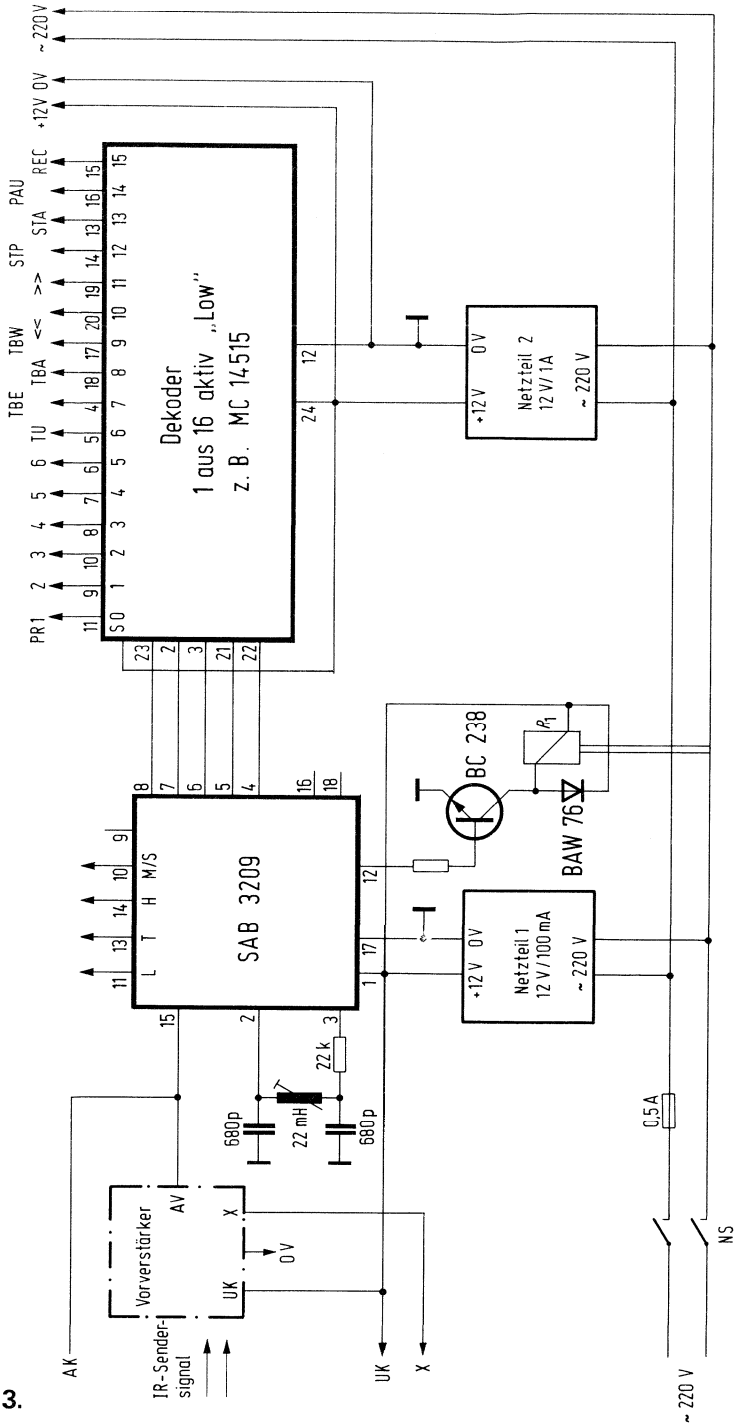 3.
AK
IR-Sender-
signal
Vorverstärker
AV
X
UK
0V
UK
X
~ 220 V
NS
0,5 A
680p
22 mH
680p
22 k
15
2
3
SAB 3209
L
T
H
M/S
11
13
14
10
9
8
7
6
5
4
16
18
1
17
12
Netzteil 1
12 V/100 mA
+12 V
0V
~ 220 V
BC 238
BAW 76
R1
23
2
3
21
22
Dekoder
1 aus 16 aktiv „Low"
z. B. MC 14515
S0
1
2
3
4
5
6
7
8
9
10
11
12
13
14
15
11
9
10
8
7
6
5
4
18
17
20
19
14
13
16
15
PR1
2
3
4
5
6
TU
TBE
TBA
TBW
<<
>>
STP
STA
PAU
REC
24
12
Netzteil 2
12 V/1A
+12V
0V
~ 220 V
+12V
0V
~ 220V